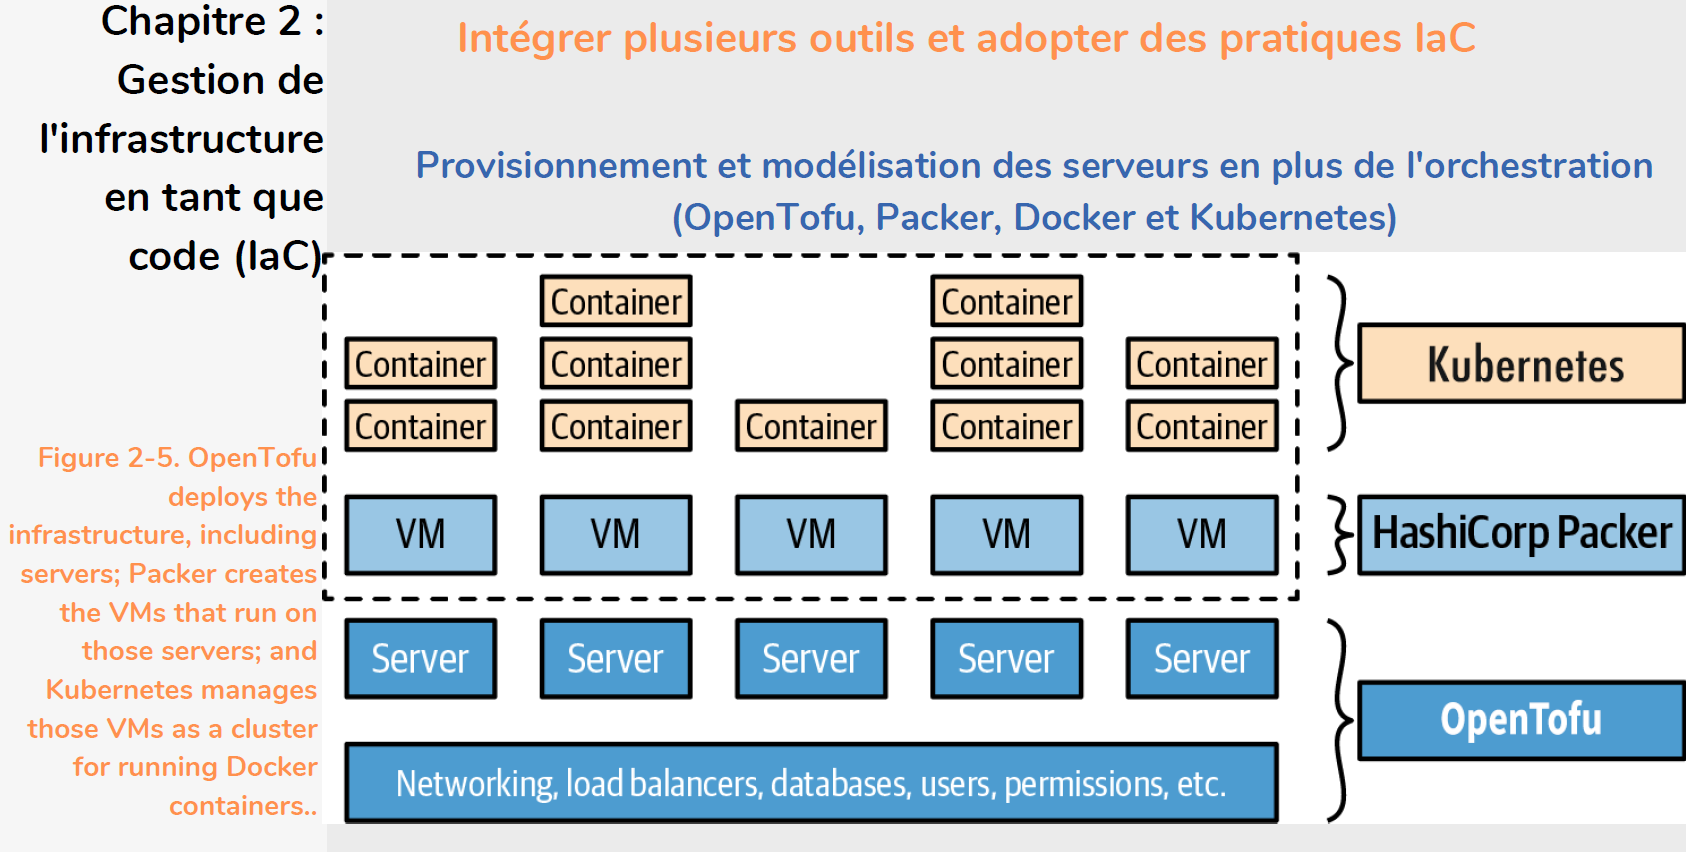 Chapitre 2 :
Gestion de
l'infrastructure
en tant que
code (IaC)
Intégrer plusieurs outils et adopter des pratiques IaC
Provisionnement et modélisation des serveurs en plus de l'orchestration
(OpenTofu, Packer, Docker et Kubernetes)
Figure 2-5. OpenTofu
deploys the
infrastructure, including
servers; Packer creates
the VMs that run on
those servers; and
Kubernetes manages
those VMs as a cluster
for running Docker
containers..
Container Container
Container Container Container Container
Container Container Container Container Container
Kubernetes
VM VM VM VM VM
HashiCorp Packer
Server Server Server Server Server
OpenTofu
Networking, load balancers, databases, users, permissions, etc.